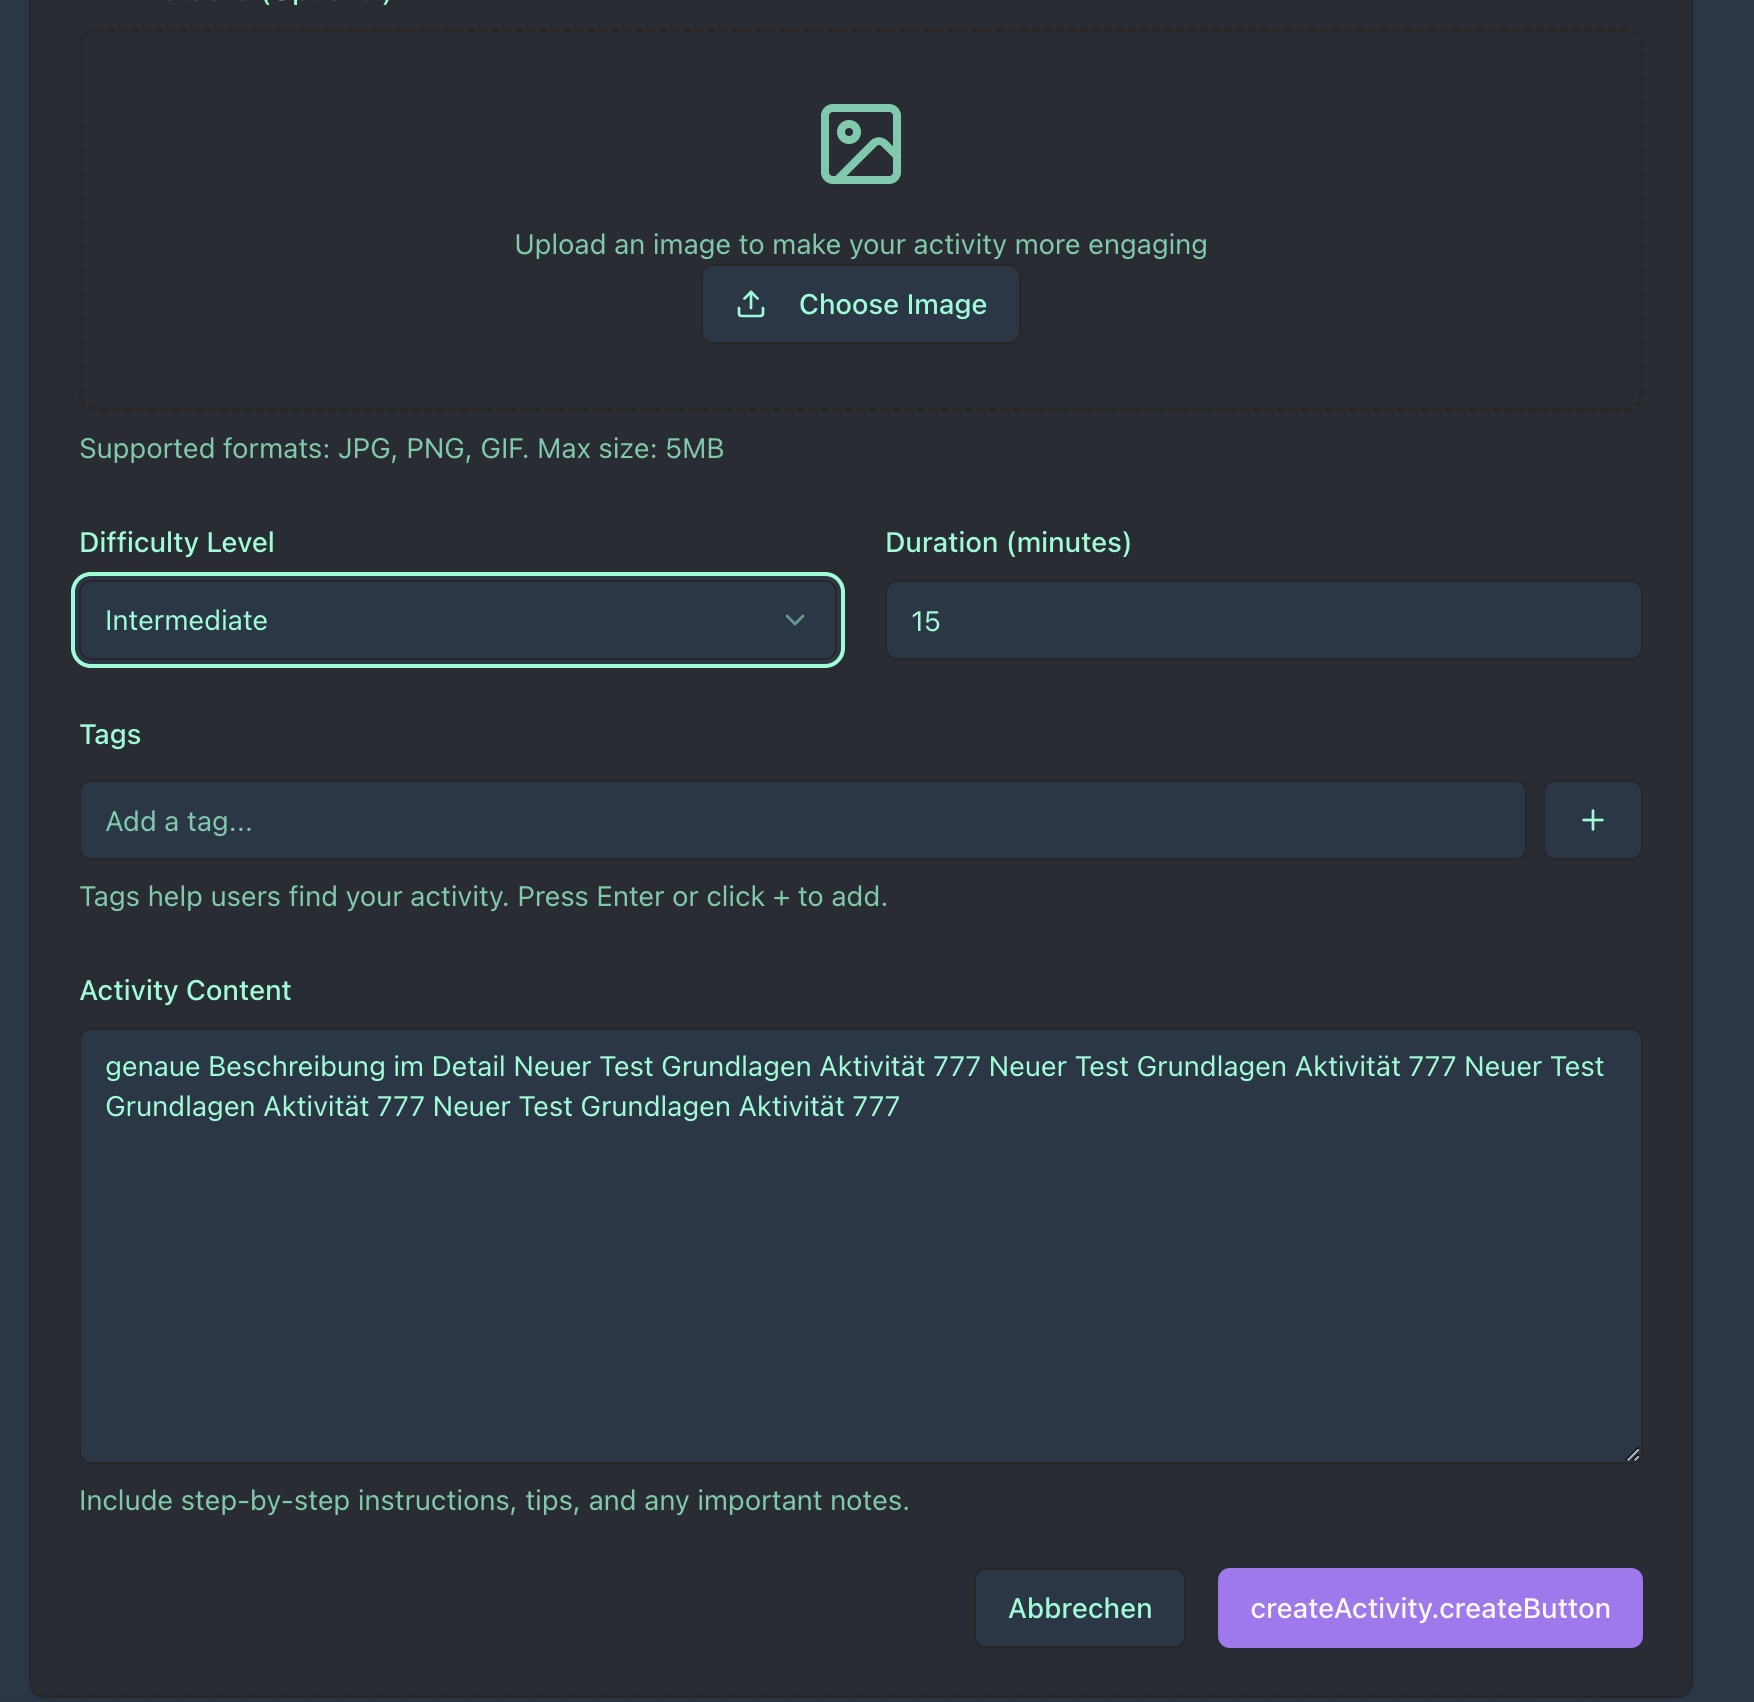 Upload an image to make your activity more engaging
Choose Image
Supported formats: JPG, PNG, GIF. Max size: 5MB
Difficulty Level
Duration (minutes)
Intermediate
15
Tags
Add a tag...
+
Tags help users find your activity. Press Enter or click + to add.
Activity Content
genaue Beschreibung im Detail Neuer Test Grundlagen Aktivität 777 Neuer Test Grundlagen Aktivität 777 Neuer Test
Grundlagen Aktivität 777 Neuer Test Grundlagen Aktivität 777
Include step-by-step instructions, tips, and any important notes.
Abbrechen
createActivity.createButton